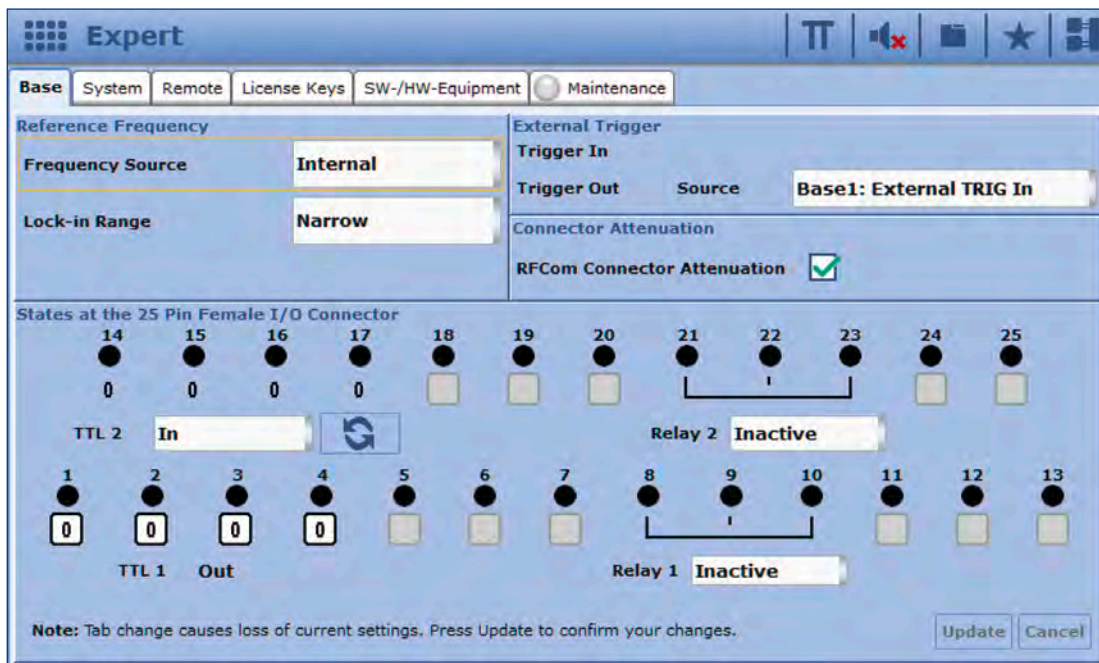 Expert
Base System Remote License Keys SW-/HW-Equipment Maintenance
Reference Frequency
Frequency Source Internal
Lock-in Range Narrow
External Trigger
Trigger In
Trigger Out Source Base1: External TRIG In
Connector Attenuation
RFCom Connector Attenuation
States at the 25 Pin Female I/O Connector
14 15 16 17 18 19 20 21 22 23 24 25
0 0 0 0
TTL 2 In Relay 2 Inactive
1 2 3 4 5 6 7 8 9 10 11 12 13
0 0 0 0
TTL 1 Out Relay 1 Inactive
Note: Tab change causes loss of current settings. Press Update to confirm your changes.
Update Cancel